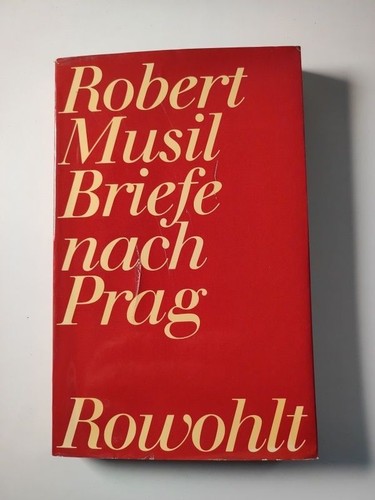 Robert
Musil
Briefe
nach
Prag
Rowohlt